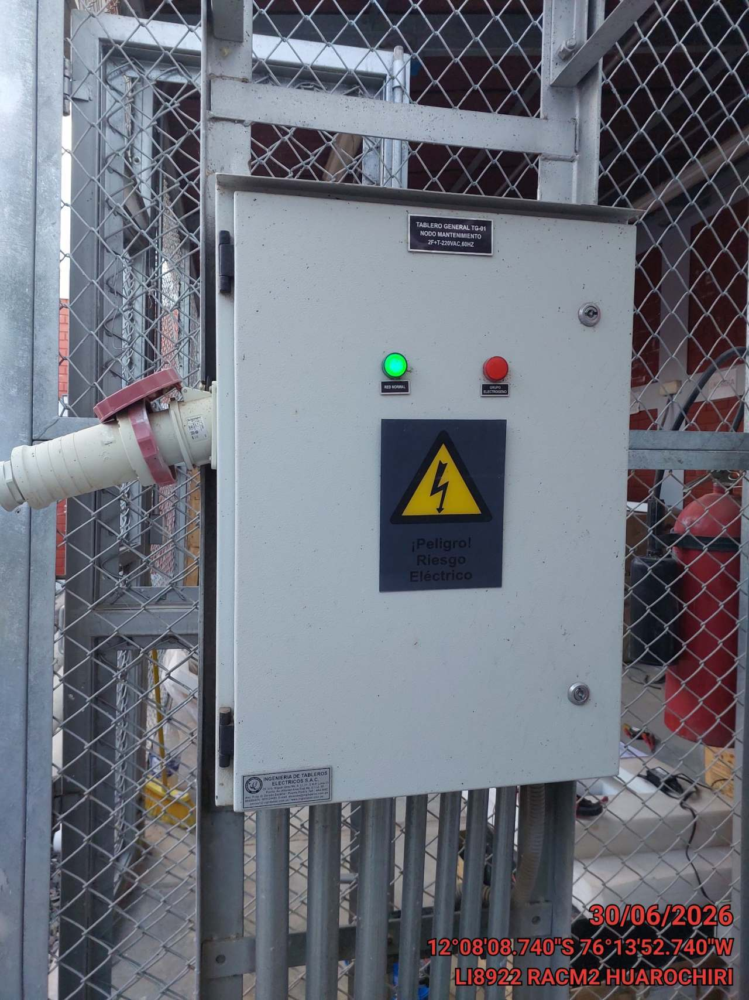 TABLERO GENERAL TG-01
NODO MANTENIMIENTO
2F+T-220VAC,60HZ
RED NORMAL
GRUPO
ELECTROGENO
¡Peligro!
Riesgo
Eléctrico
INGENIERIA DE TABLEROS
ELECTRICOS S.A.C.
30/06/2026
12°08'08.740"S 76°13'52.740"W
LI8922 RACM2 HUAROCHIRI